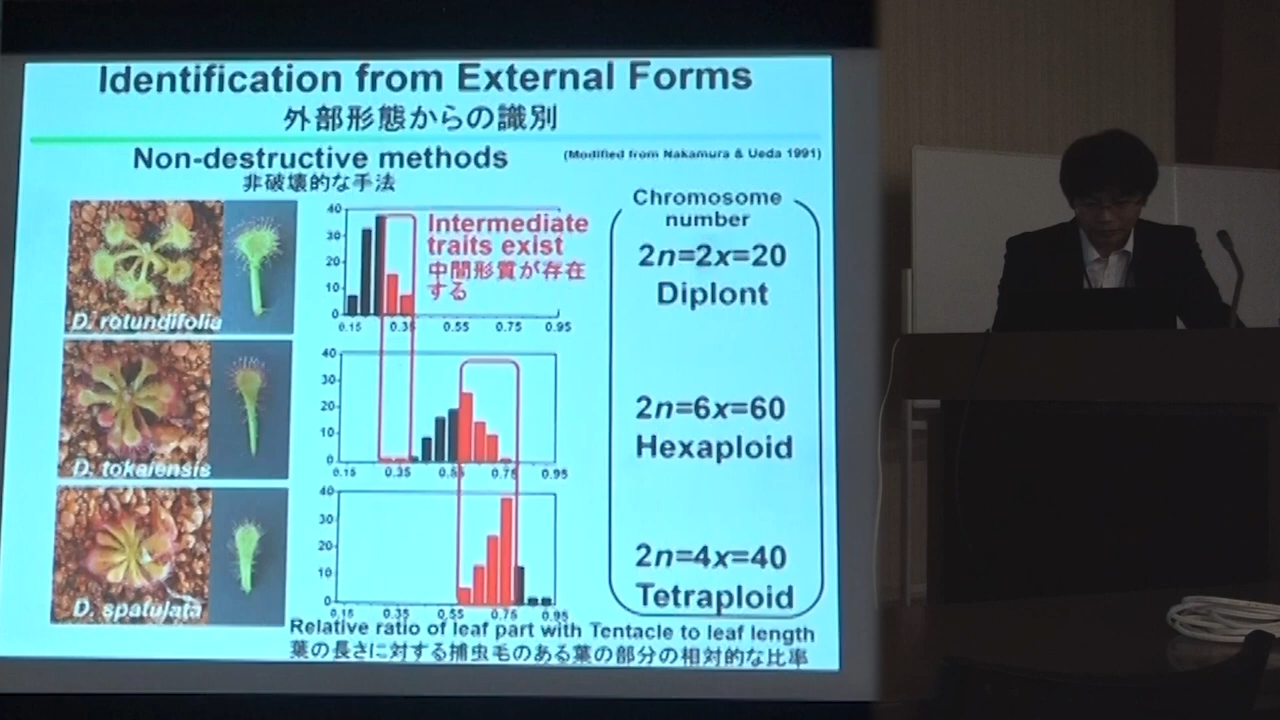 Identification from External Forms
外部形態からの識別
Non-destructive methods
(Modified from Nakamura & Ueda 1991)
非破壊的な手法
D. rotundifolia
40
30
20
10
0
0.15 0.35 0.55 0.75 0.95
Intermediate
traits exist
中間形質が存在
する
D. tokaiensis
40
30
20
10
0
0.15 0.35 0.55 0.75 0.95
D. spatulata
40
30
20
10
0
0.15 0.35 0.55 0.75 0.95
Relative ratio of leaf part with Tentacle to leaf length
葉の長さに対する捕虫毛のある葉の部分の相対的な比率
Chromosome
number
2n=2x=20
Diplont
2n=6x=60
Hexaploid
2n=4x=40
Tetraploid